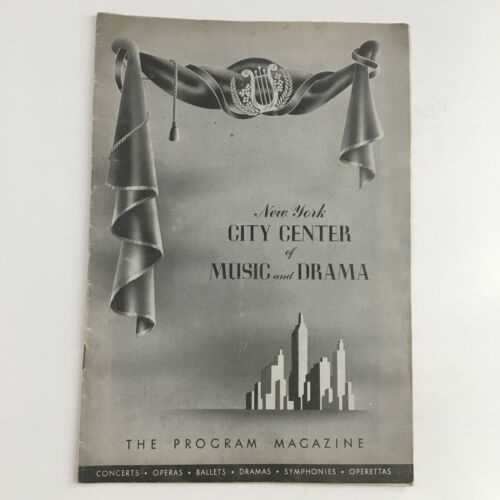 New York
CITY CENTER
of
MUSIC and DRAMA
THE PROGRAM MAGAZINE
CONCERTS • OPERAS • BALLETS • DRAMAS • SYMPHONIES • OPERETTAS